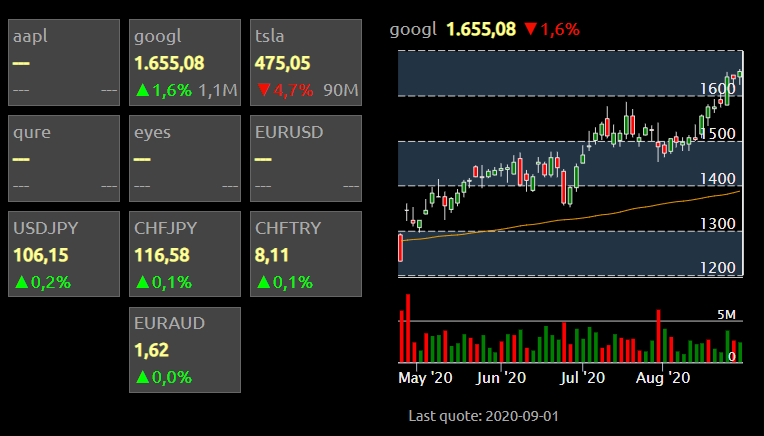 aapl
---
--- ---
googl
1.655,08
▲1,6% 1,1M
tsla
475,05
▼4,7% 90M
qure
---
--- ---
eyes
---
--- ---
EURUSD
---
--- ---
USDJPY
106,15
▲0,2%
CHFJPY
116,58
▲0,1%
CHFTRY
8,11
▲0,1%
EURAUD
1,62
▲0,0%
googl 1.655,08 ▼1,6%
1600
1500
1400
1300
1200
5M
0
May '20 Jun '20 Jul '20 Aug '20
Last quote: 2020-09-01